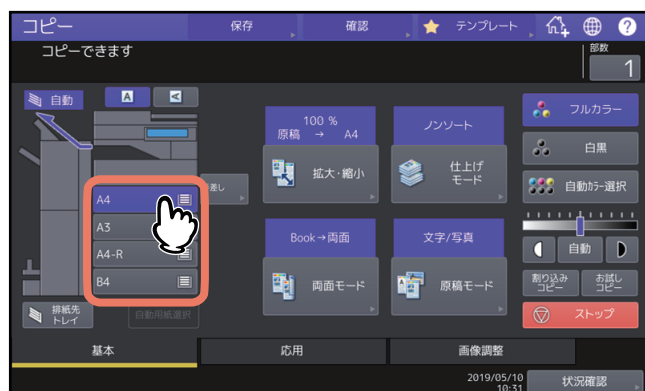 コピー
保存
確認
テンプレート
コピーできます
部数
1
自動
A
A
100 %
原稿 → A4
ノンソート
フルカラー
拡大・縮小
仕上げ
モード
白黒
差し
自動カラー選択
A4
A3
A4-R
B4
Book→両面
文字/写真
自動
両面モード
原稿モード
割り込み
コピー
お試し
コピー
排紙先
トレイ
自動用紙選択
ストップ
基本
応用
画像調整
2019/05/10
10:31
状況確認